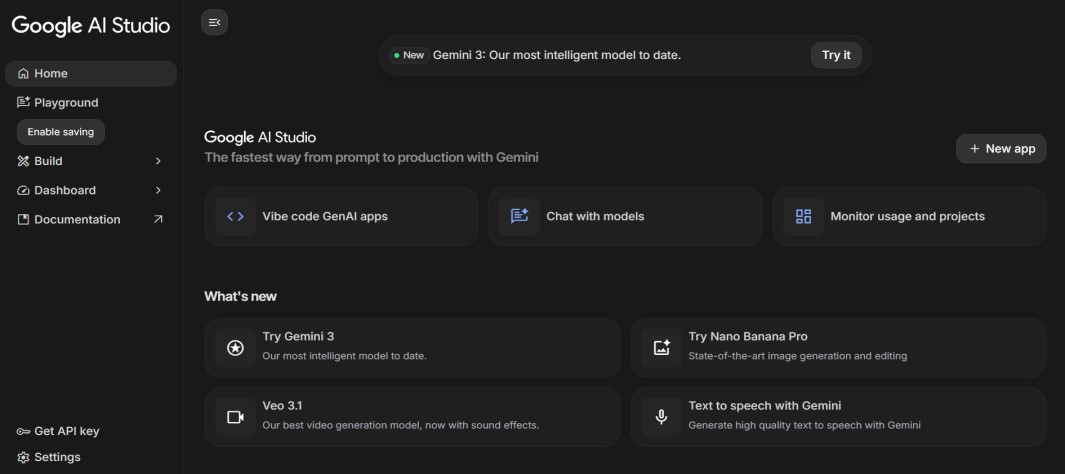 Google AI Studio
Home
Playground
Enable saving
Build
Dashboard
Documentation
Get API key
Settings
New
Gemini 3: Our most intelligent model to date.
Try it
Google AI Studio
The fastest way from prompt to production with Gemini
+ New app
Vibe code GenAI apps
Chat with models
Monitor usage and projects
What's new
Try Gemini 3
Our most intelligent model to date.
Try Nano Banana Pro
State-of-the-art image generation and editing
Veo 3.1
Our best video generation model, now with sound effects.
Text to speech with Gemini
Generate high quality text to speech with Gemini